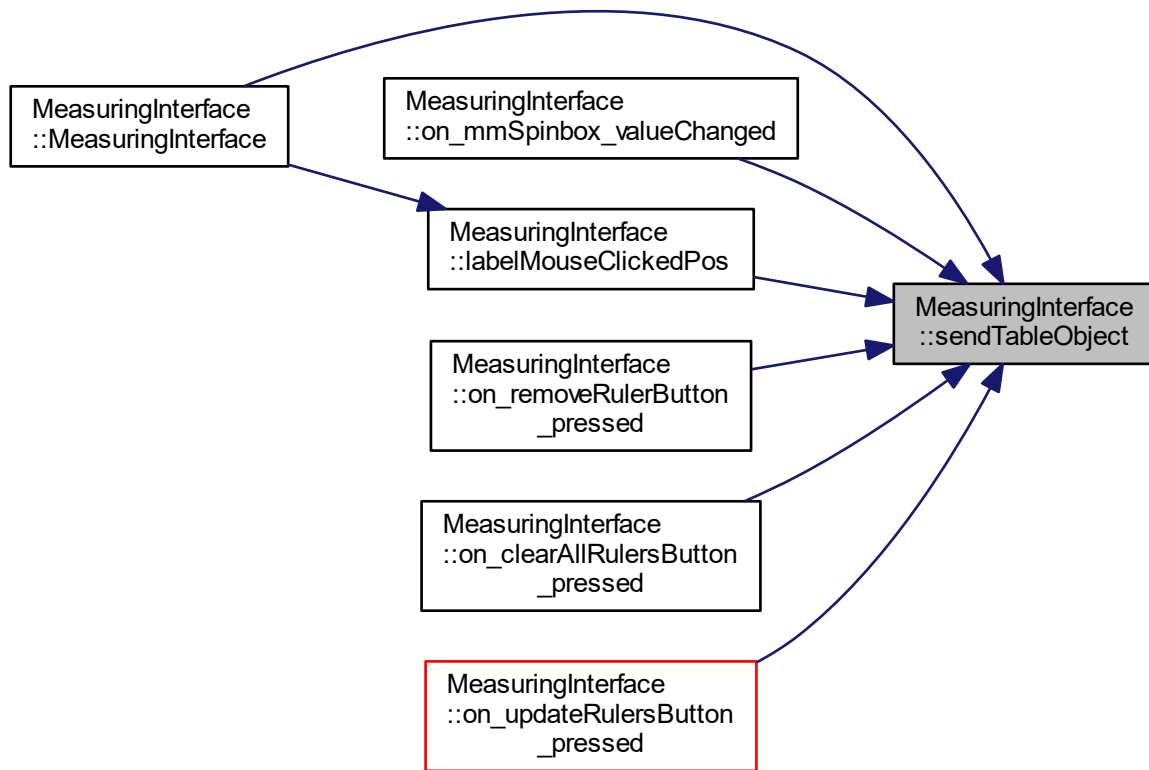 MeasuringInterface
::MeasuringInterface
MeasuringInterface
::on_mmSpinbox_valueChanged
MeasuringInterface
::labelMouseClickedPos
MeasuringInterface
::sendTableObject
MeasuringInterface
::on_removeRulerButton
_pressed
MeasuringInterface
::on_clearAllRulersButton
_pressed
MeasuringInterface
::on_updateRulersButton
_pressed